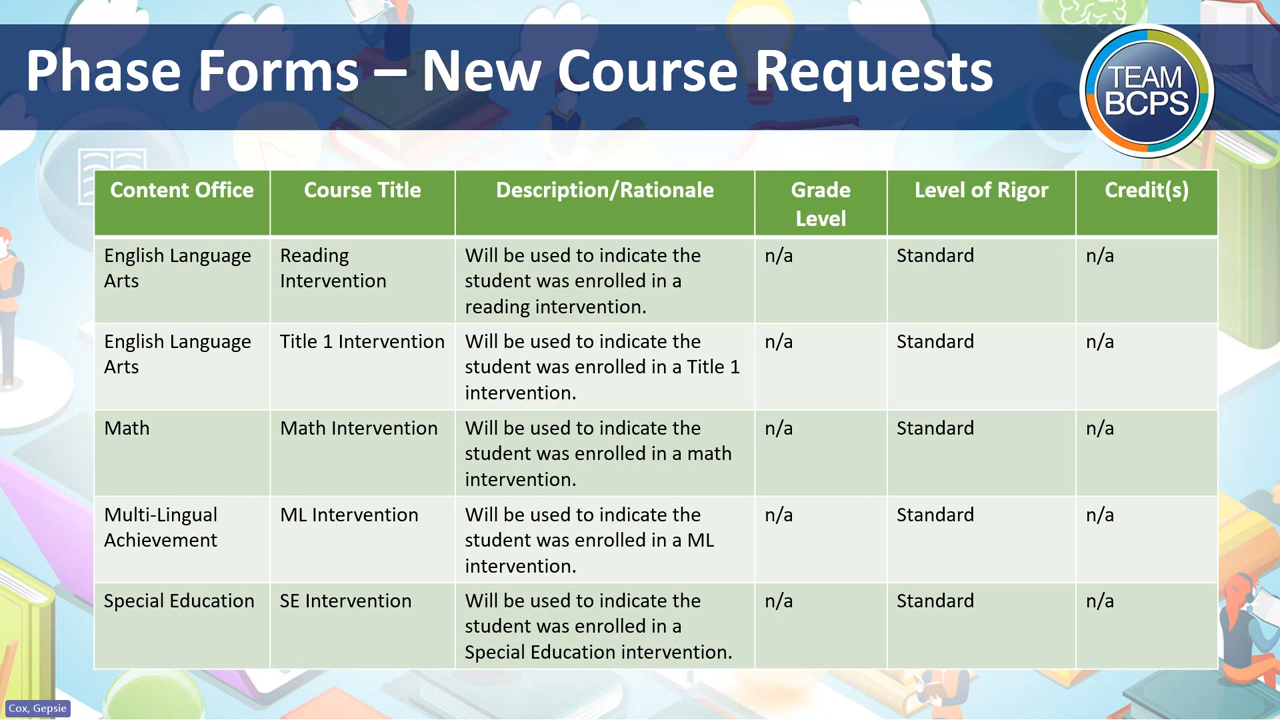 Phase Forms – New Course Requests
TEAM
BCPS
Content Office
Course Title
Description/Rationale
Grade
Level
Level of Rigor
Credit(s)
English Language
Arts
Reading
Intervention
Will be used to indicate the
student was enrolled in a
reading intervention.
n/a
Standard
n/a
English Language
Arts
Title 1 Intervention
Will be used to indicate the
student was enrolled in a Title 1
intervention.
n/a
Standard
n/a
Math
Math Intervention
Will be used to indicate the
student was enrolled in a math
intervention.
n/a
Standard
n/a
Multi-Lingual
Achievement
ML Intervention
Will be used to indicate the
student was enrolled in a ML
intervention.
n/a
Standard
n/a
Special Education
SE Intervention
Will be used to indicate the
student was enrolled in a
Special Education intervention.
n/a
Standard
n/a
Cox, Gepsie